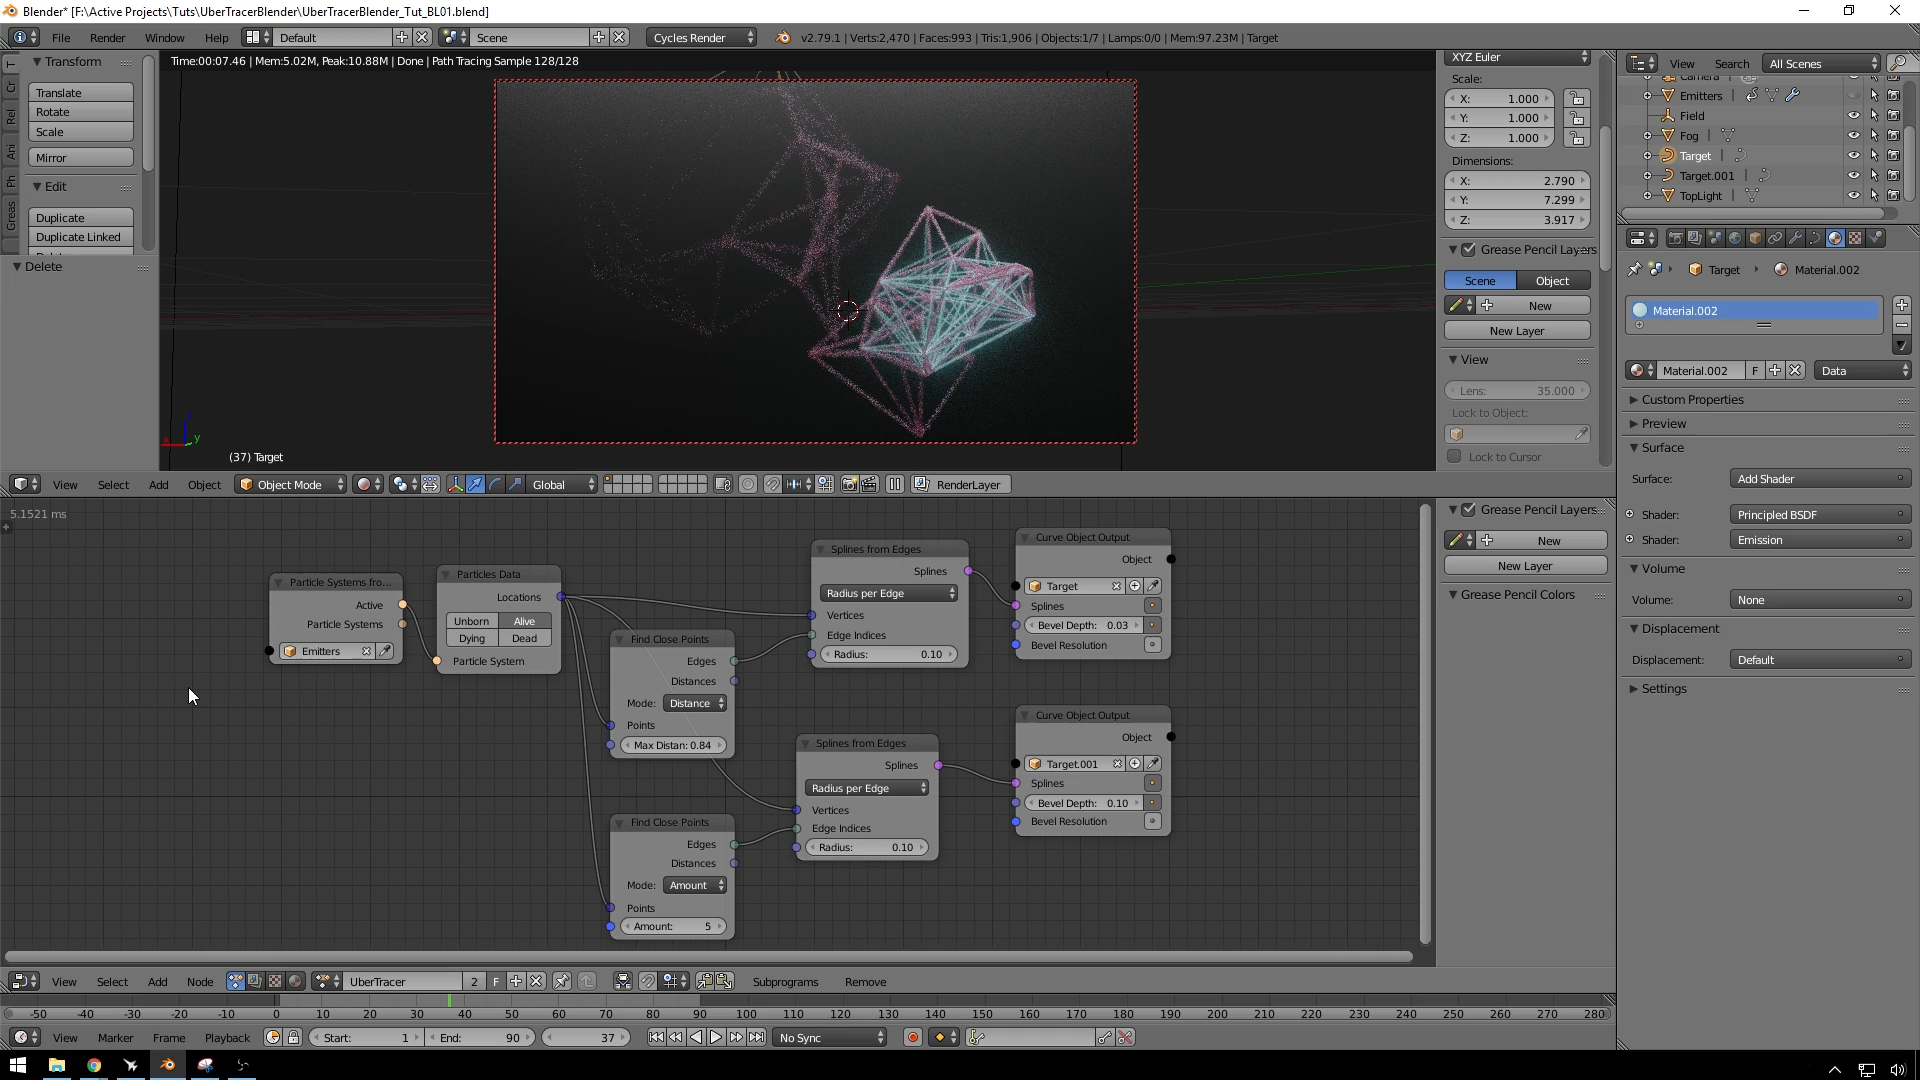 Blender* [F:\Active Projects\Tuts\UberTracerBlender\UberTracerBlender_Tut_BL01.blend]
File Render Window Help Default Scene Cycles Render v2.79.1 | Verts:2,470 | Faces:993 | Tris:1,906 | Objects:1/7 | Lamps:0/0 | Mem:97.23M | Target
Time:00:07.46 | Mem:5.02M, Peak:10.88M | Done | Path Tracing Sample 128/128
T
Cr
Rel
Ani
Ph
Greas
Transform
Translate
Rotate
Scale
Mirror
Edit
Duplicate
Duplicate Linked
Delete
y
(37) Target
XYZ Euler
Scale:
X: 1.000
Y: 1.000
Z: 1.000
Dimensions:
X: 2.790
Y: 7.299
Z: 3.917
Grease Pencil Layers
Scene Object
New
New Layer
View
Lens: 35.000
Lock to Object:
Lock to Cursor
View Search All Scenes
Camera
Emitters
Field
Fog
Target
Target.001
TopLight
Target Material.002
Material.002
Material.002 F Data
Custom Properties
Preview
Surface
Surface: Add Shader
Shader: Principled BSDF
Shader: Emission
Volume
Volume: None
Displacement
Displacement: Default
Settings
View Select Add Object Object Mode Global RenderLayer
5.1521 ms
Particle Systems fro...
Active
Particle Systems
Emitters
Particles Data
Locations
Unborn Alive
Dying Dead
Particle System
Find Close Points
Edges
Distances
Mode: Distance
Points
Max Distan: 0.84
Find Close Points
Edges
Distances
Mode: Amount
Points
Amount: 5
Splines from Edges
Splines
Radius per Edge
Vertices
Edge Indices
Radius: 0.10
Splines from Edges
Splines
Radius per Edge
Vertices
Edge Indices
Radius: 0.10
Curve Object Output
Object
Target
Splines
Bevel Depth: 0.03
Bevel Resolution
Curve Object Output
Object
Target.001
Splines
Bevel Depth: 0.10
Bevel Resolution
Grease Pencil Layers
New
New Layer
Grease Pencil Colors
View Select Add Node UberTracer 2 F Subprograms Remove
-50 -40 -30 -20 -10 0 10 20 30 40 50 60 70 80 90 100 110 120 130 140 150 160 170 180 190 200 210 220 230 240 250 260 270 280
View Marker Frame Playback Start: 1 End: 90 37 No Sync